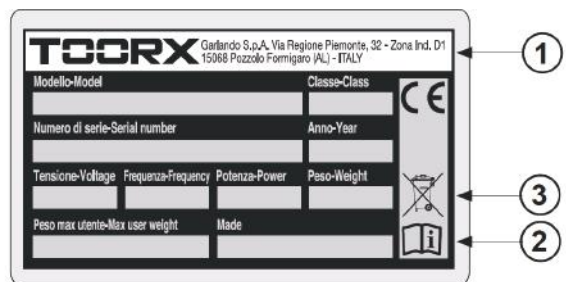 TOORX Garlando S.p.A. Via Regione Piemonte, 32 - Zona Ind. D1
15068 Pozzolo Formigaro (AL) - ITALY
1
Modello-Model Classe-Class
CE
Numero di serie-Serial number Anno-Year
Tensione-Voltage Frequenza-Frequency Potenza-Power Peso-Weight
3
Peso max utente-Max user weight Made
i
2